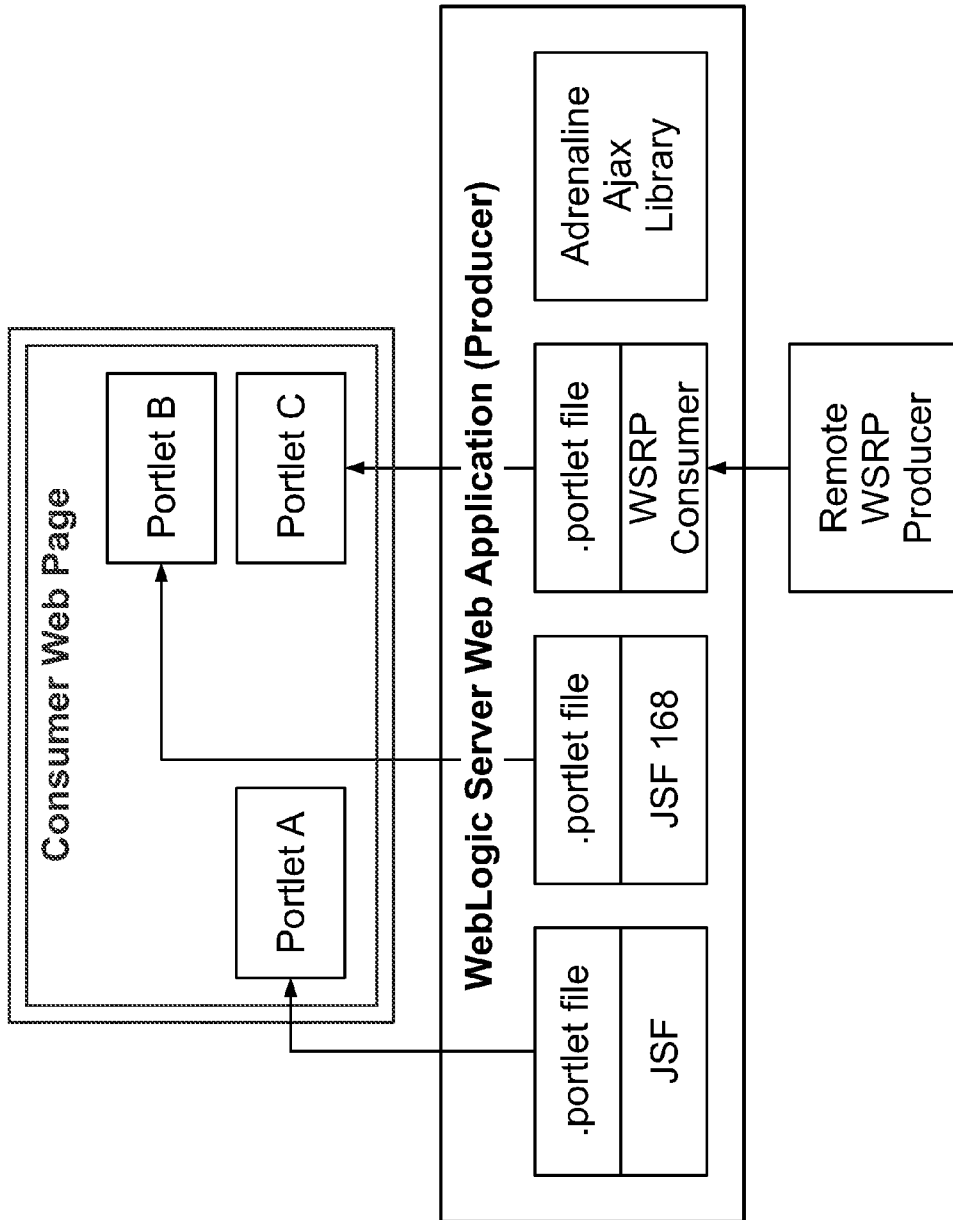 Consumer Web Page
Portlet A
Portlet B
Portlet C
WebLogic Server Web Application (Producer)
.portlet file
JSF
.portlet file
JSF 168
.portlet file
WSRP
Consumer
Adrenaline
Ajax
Library
Remote
WSRP
Producer